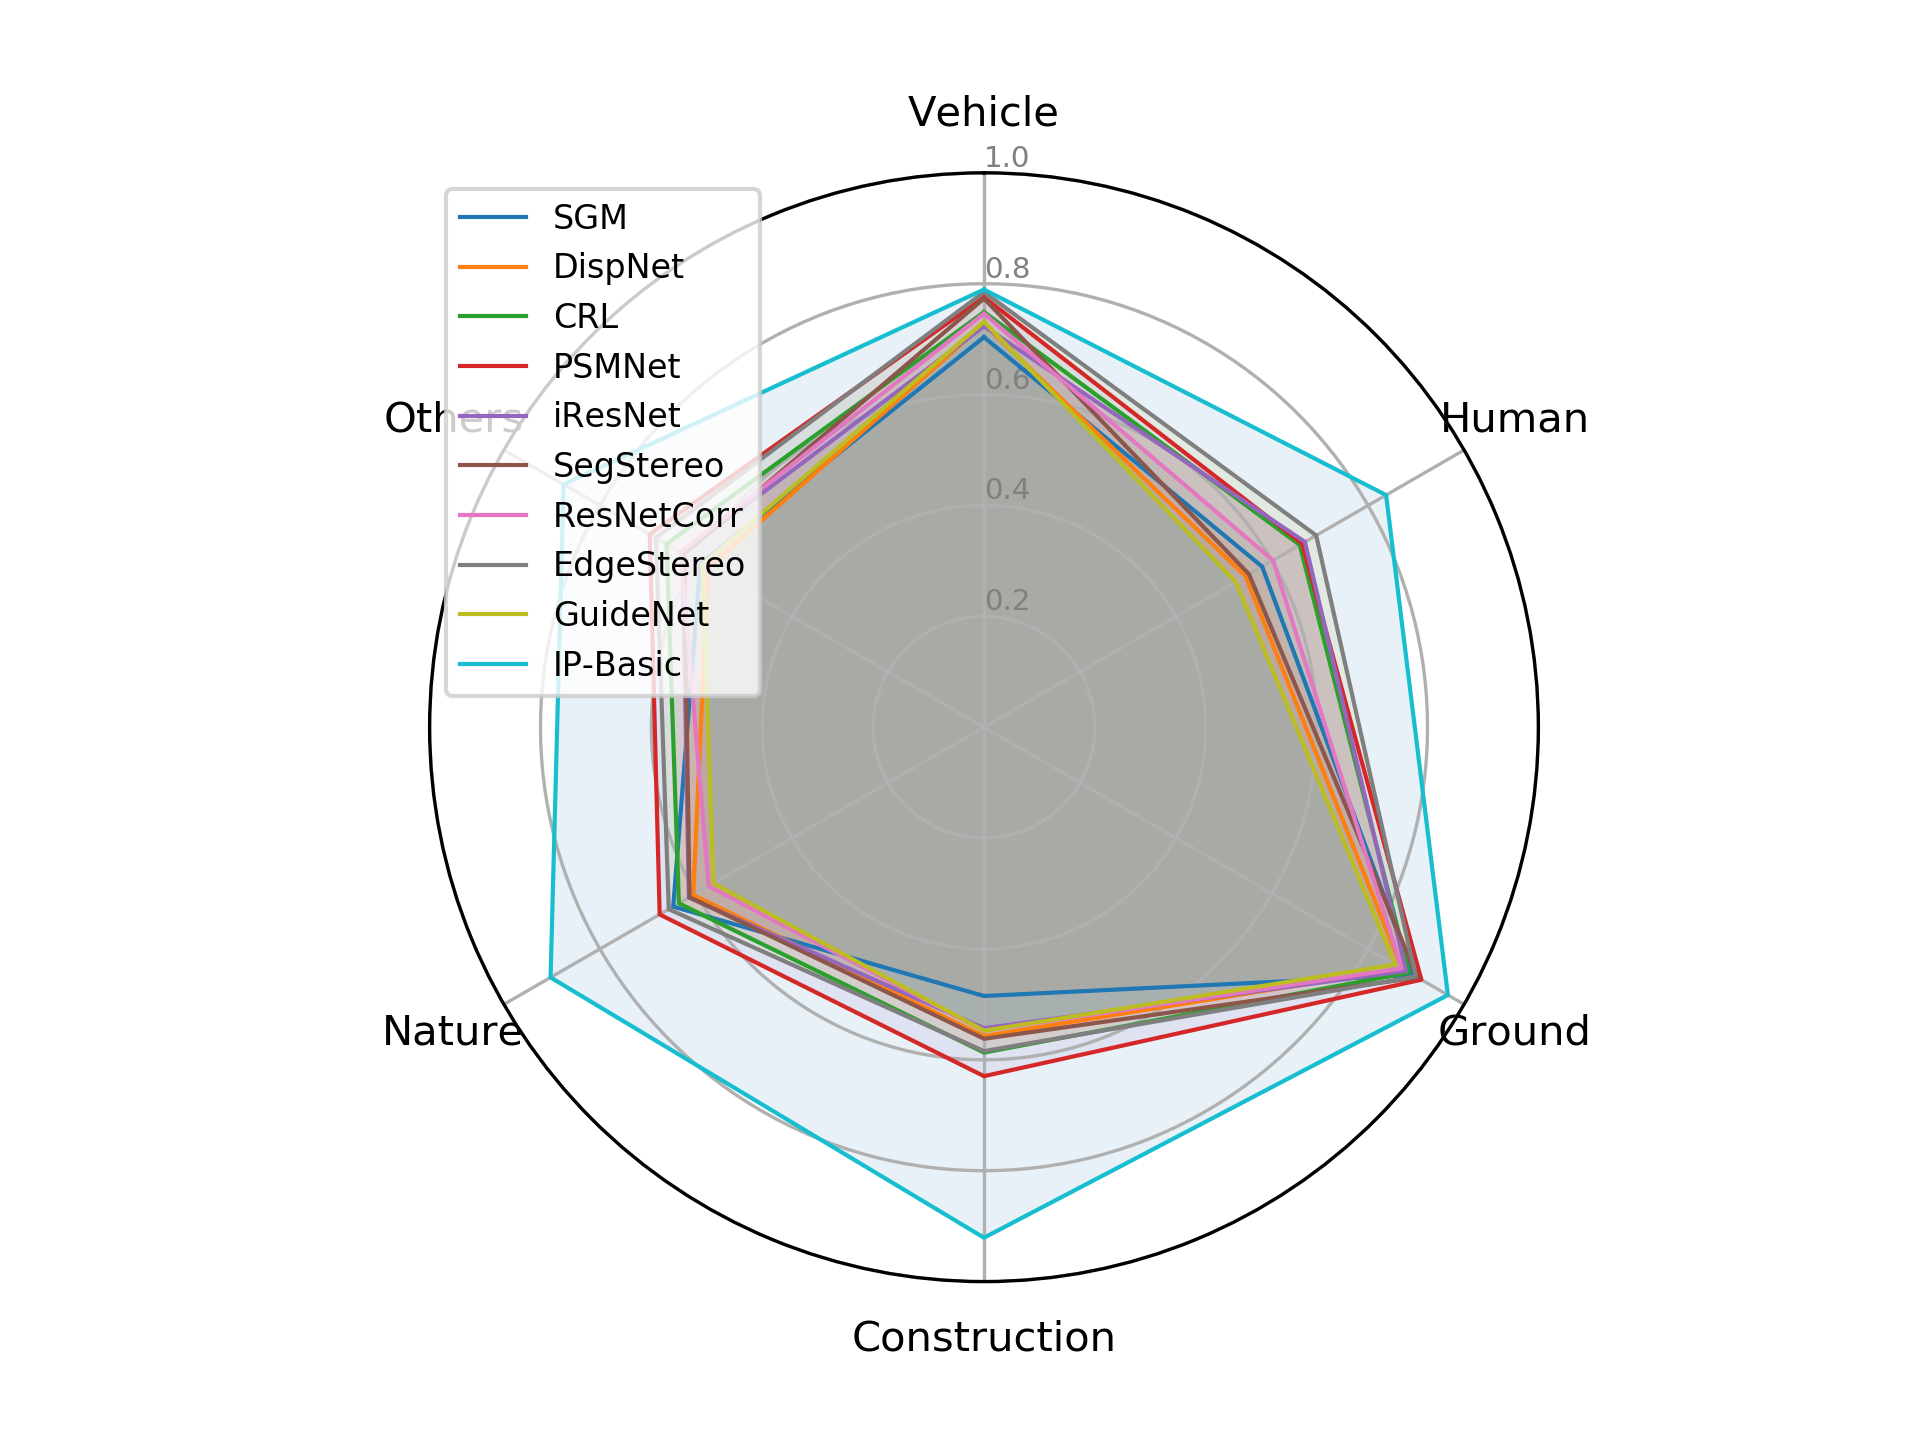 Vehicle
1.0
SGM
DispNet
CRL
PSMNet
iResNet
SegStereo
ResNetCorr
EdgeStereo
GuideNet
IP-Basic
0.8
0.6
0.4
0.2
Others
Human
Nature
Ground
Construction